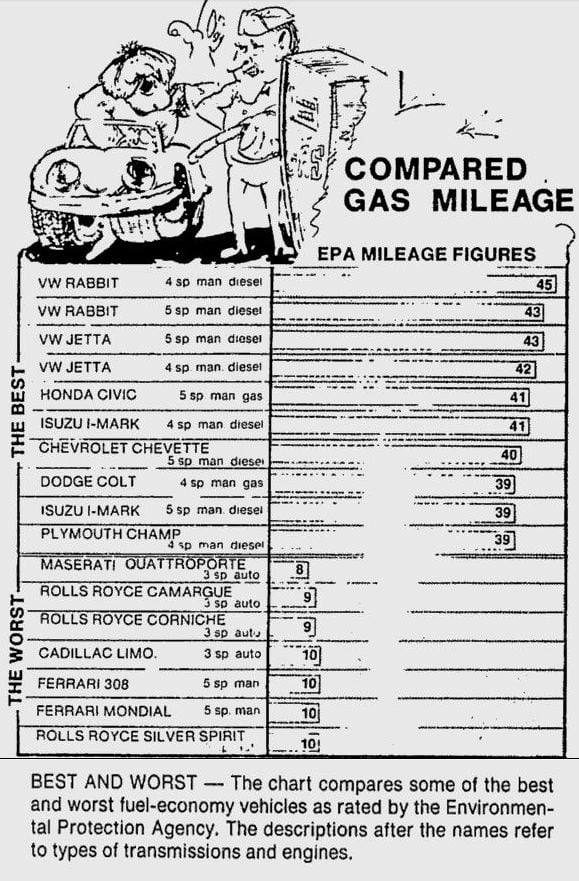 COMPARED
GAS MILEAGE
EPA MILEAGE FIGURES
THE BEST
VW RABBIT 4 sp man diesel 45
VW RABBIT 5 sp man diesel 43
VW JETTA 5 sp man diesel 43
VW JETTA 4 sp man. diesel 42
HONDA CIVIC 5 sp man gas 41
ISUZU I-MARK 4 sp man diesel 41
CHEVROLET CHEVETTE
5 sp man diesel 40
DODGE COLT 4 sp man gas 39
ISUZU I-MARK 5 sp man. diesel 39
PLYMOUTH CHAMP
4 sp man diesel 39
THE WORST
MASERATI QUATTROPORTE
3 sp auto 8
ROLLS ROYCE CAMARGUE
3 sp auto 9
ROLLS ROYCE CORNICHE
3 sp auto 9
CADILLAC LIMO. 3 sp auto 10
FERRARI 308 5 sp man 10
FERRARI MONDIAL 5 sp. man 10
ROLLS ROYCE SILVER SPIRIT
10
BEST AND WORST — The chart compares some of the best
and worst fuel-economy vehicles as rated by the Environmen-
tal Protection Agency. The descriptions after the names refer
to types of transmissions and engines.